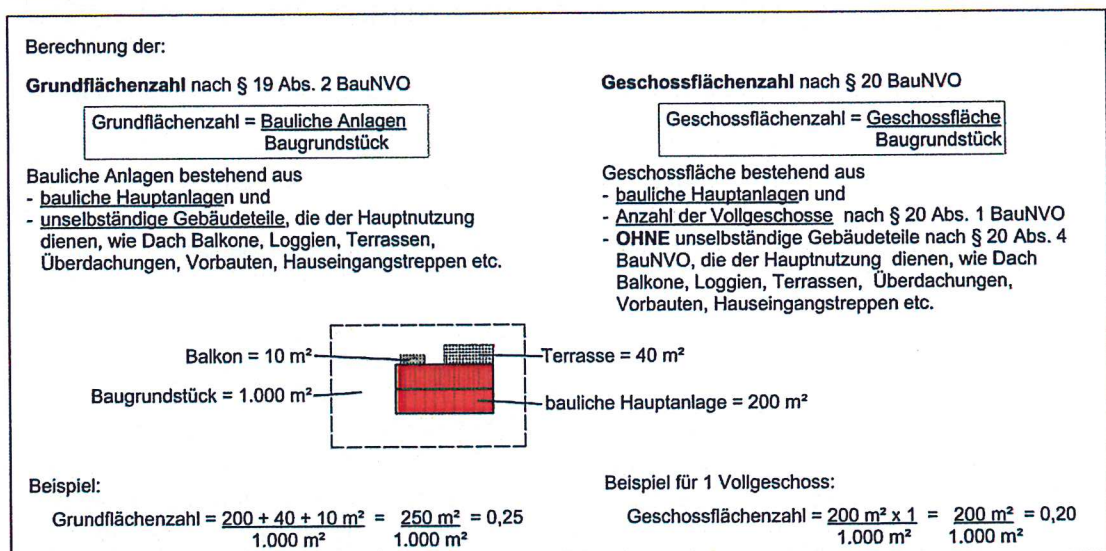 Berechnung der:
Grundflächenzahl nach § 19 Abs. 2 BauNVO
Grundflächenzahl = Bauliche Anlagen
Baugrundstück
Bauliche Anlagen bestehend aus
- bauliche Hauptanlagen und
- unselbständige Gebäudeteile, die der Hauptnutzung
dienen, wie Dach Balkone, Loggien, Terrassen,
Überdachungen, Vorbauten, Hauseingangstreppen etc.
Geschossflächenzahl nach § 20 BauNVO
Geschossflächenzahl = Geschossfläche
Baugrundstück
Geschossfläche bestehend aus
- bauliche Hauptanlagen und
- Anzahl der Vollgeschosse nach § 20 Abs. 1 BauNVO
- OHNE unselbständige Gebäudeteile nach § 20 Abs. 4
BauNVO, die der Hauptnutzung dienen, wie Dach
Balkone, Loggien, Terrassen, Überdachungen,
Vorbauten, Hauseingangstreppen etc.
Balkon = 10 m²
Terrasse = 40 m²
Baugrundstück = 1.000 m²
bauliche Hauptanlage = 200 m²
Beispiel:
Grundflächenzahl = 200 + 40 + 10 m² = 250 m² = 0,25
1.000 m² 1.000 m²
Beispiel für 1 Vollgeschoss:
Geschossflächenzahl = 200 m² x 1 = 200 m² = 0,20
1.000 m² 1.000 m²